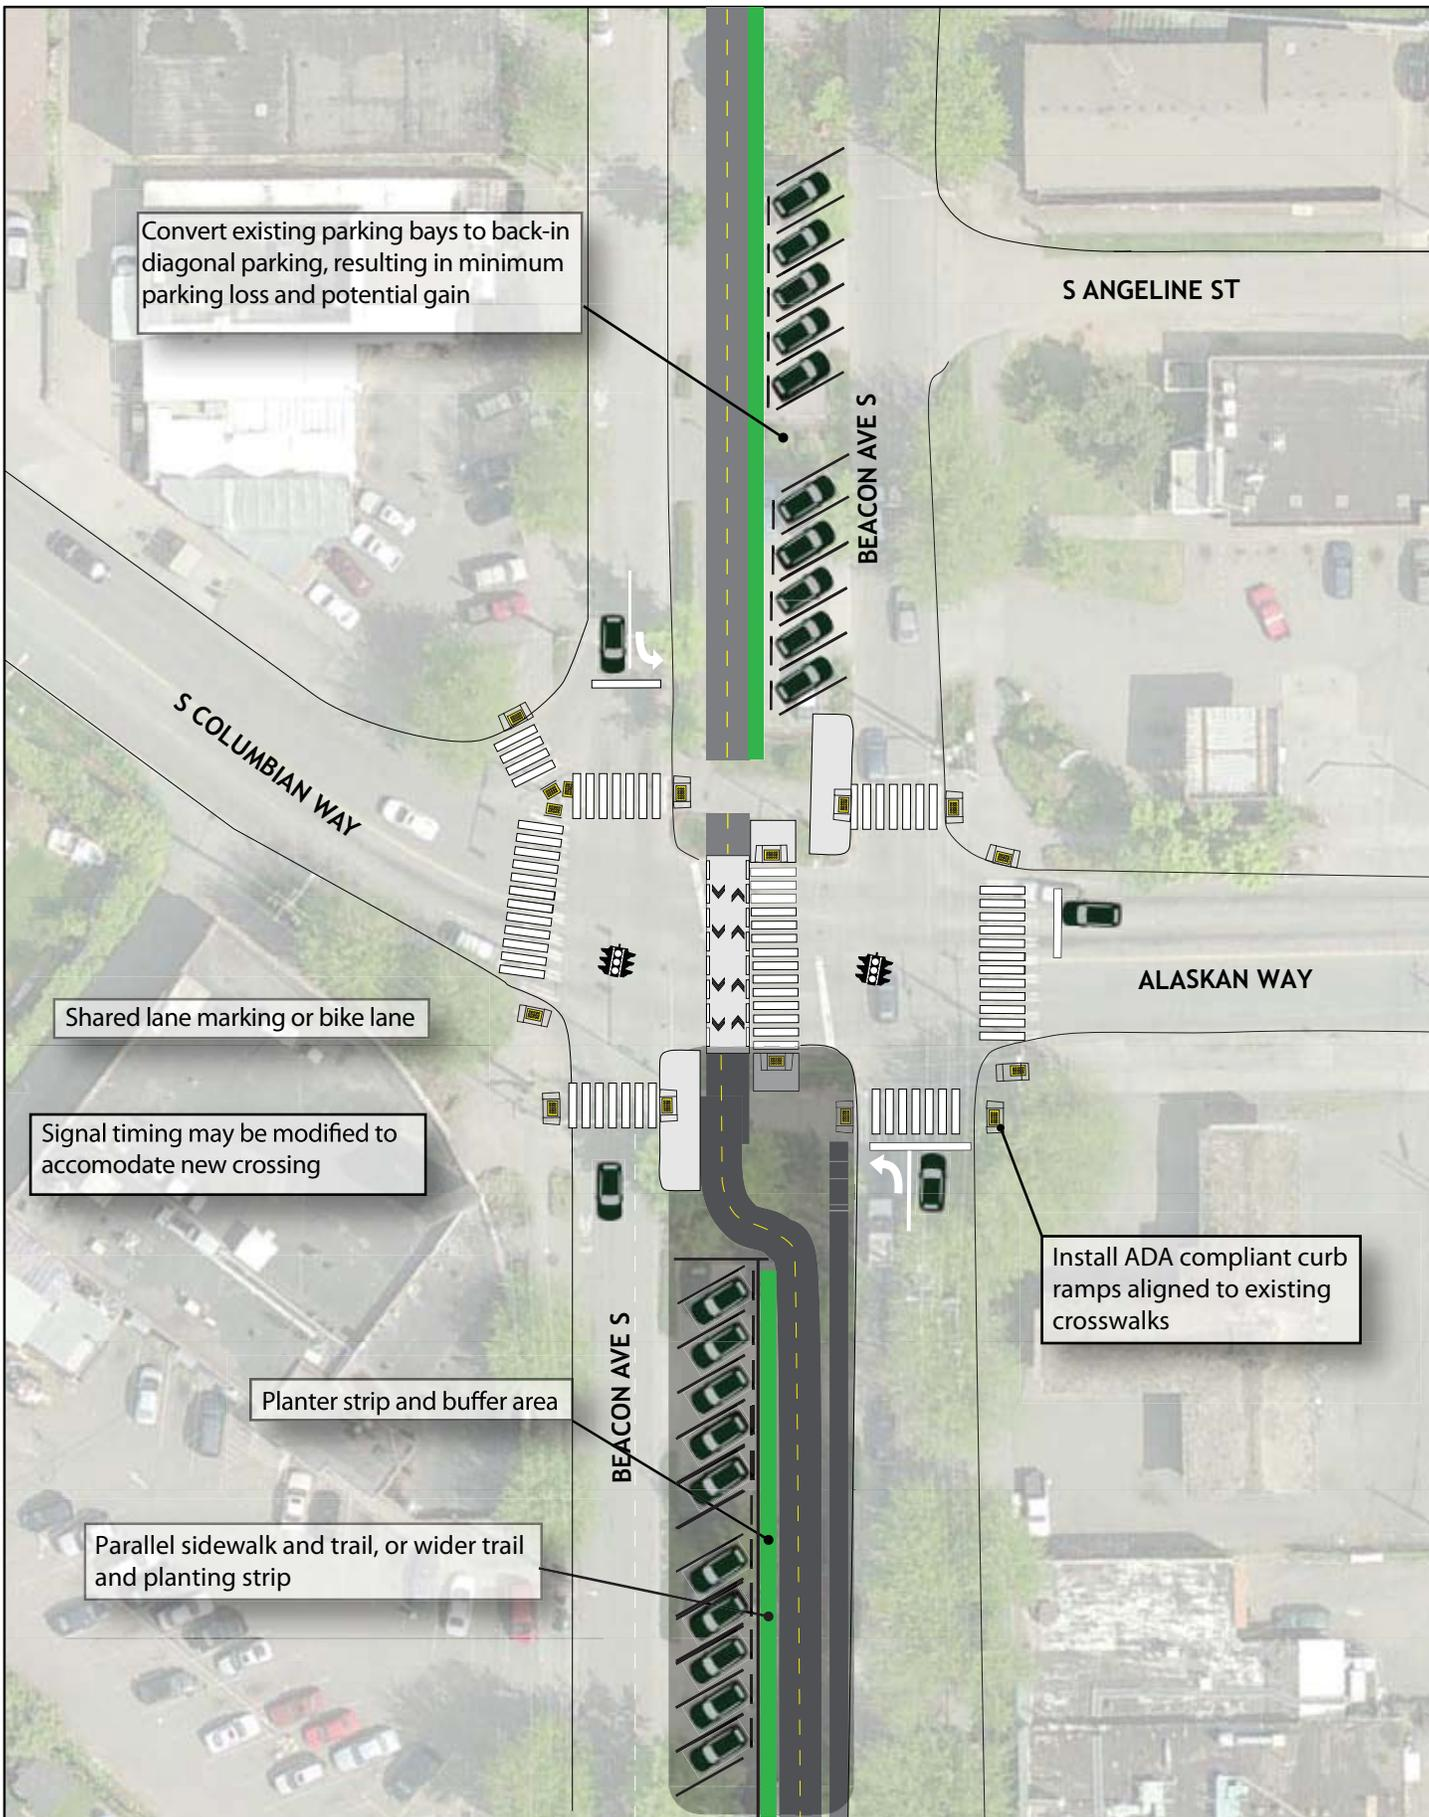 Convert existing parking bays to back-in
diagonal parking, resulting in minimum
parking loss and potential gain
S ANGELINE ST
BEACON AVE S
S COLUMBIAN WAY
ALASKAN WAY
Shared lane marking or bike lane
Signal timing may be modified to
accomodate new crossing
Install ADA compliant curb
ramps aligned to existing
crosswalks
BEACON AVE S
Planter strip and buffer area
Parallel sidewalk and trail, or wider trail
and planting strip